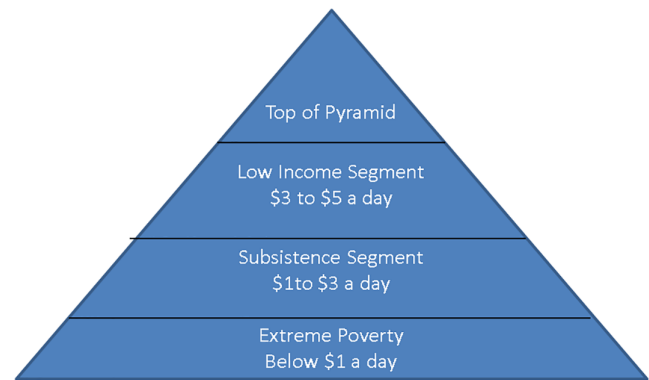 Top of Pyramid
Low Income Segment
$3 to $5 a day
Subsistence Segment
$1to $3 a day
Extreme Poverty
Below $1 a day